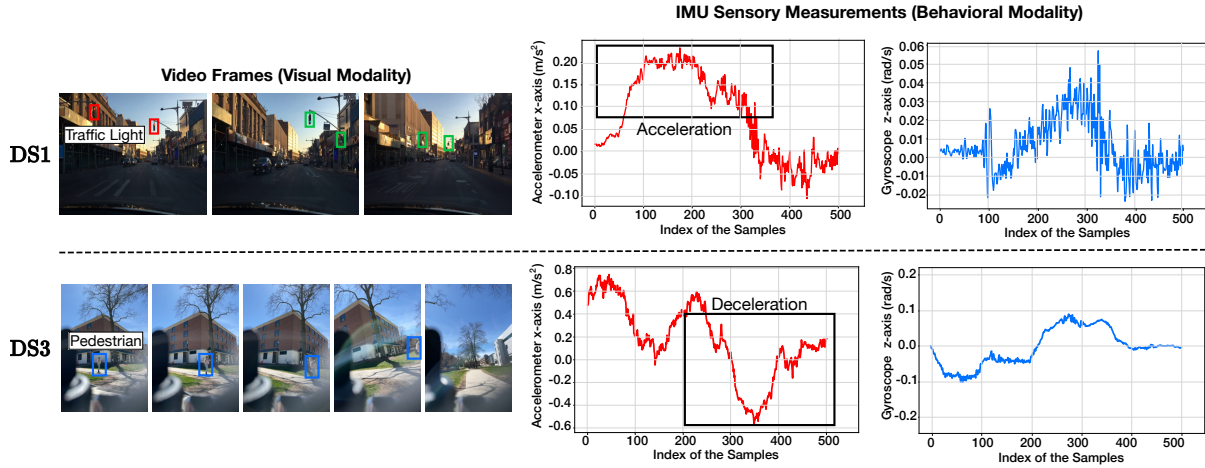 IMU Sensory Measurements (Behavioral Modality)
Video Frames (Visual Modality)
DS1
Traffic Light
Accelerometer x-axis (m/s²)
0.20
0.15
0.10
0.05
0.00
-0.05
-0.10
Acceleration
0 100 200 300 400 500
Index of the Samples
Gyroscope z-axis (rad/s)
0.06
0.05
0.04
0.03
0.02
0.01
0.00
-0.01
-0.02
0 100 200 300 400 500
Index of the Samples
DS3
Pedestrian
Accelerometer x-axis (m/s²)
0.8
0.6
0.4
0.2
0.0
-0.2
-0.4
-0.6
Deceleration
0 100 200 300 400 500
Index of the Samples
Gyroscope z-axis (rad/s)
0.2
0.1
0.0
-0.1
-0.2
0 100 200 300 400 500
Index of the Samples